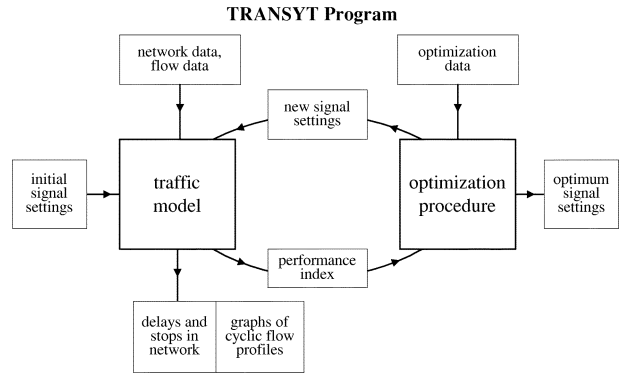 TRANSYT Program
network data,
flow data
optimization
data
new signal
settings
initial
signal
settings
traffic
model
optimization
procedure
optimum
signal
settings
performance
index
delays and
stops in
network
graphs of
cyclic flow
profiles